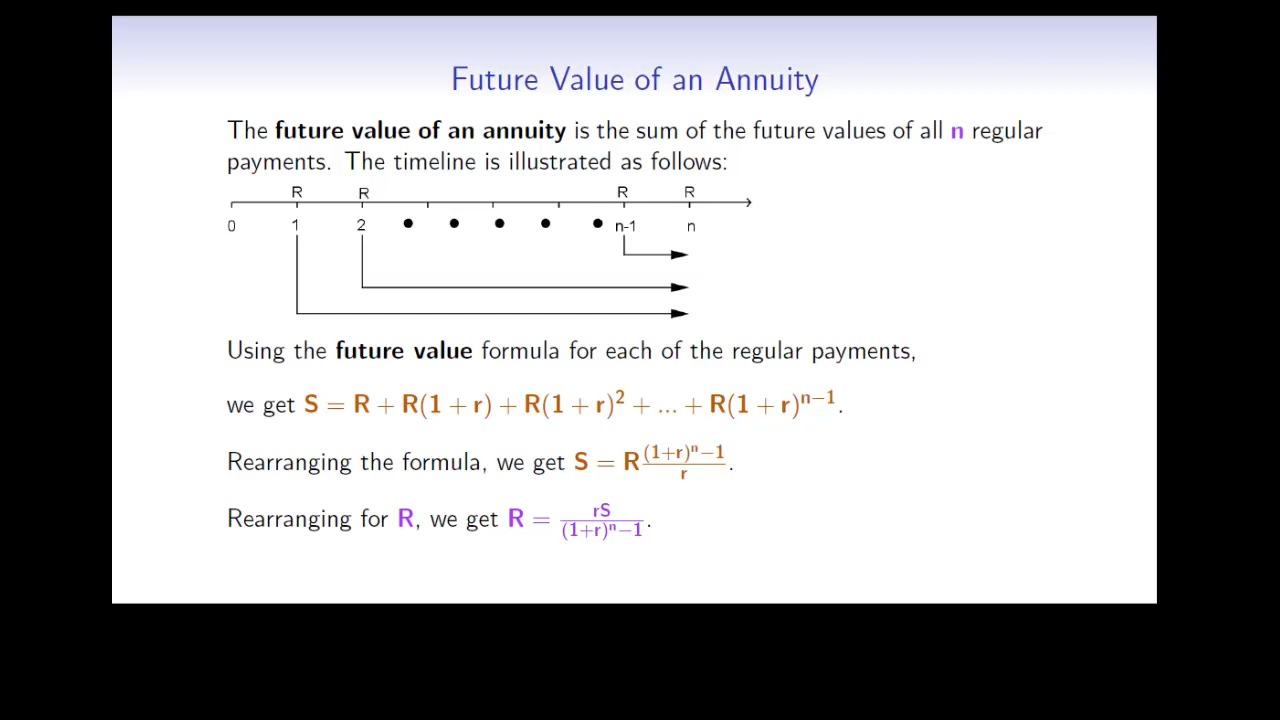 Future Value of an Annuity
The future value of an annuity is the sum of the future values of all n regular
payments. The timeline is illustrated as follows:
R R R R
0 1 2 n-1 n
Using the future value formula for each of the regular payments,
we get S = R + R(1 + r) + R(1 + r)^2 + ... + R(1 + r)^{n−1}.
Rearranging the formula, we get S = R\frac{(1+r)^n−1}{r}.
Rearranging for R, we get R = \frac{rS}{(1+r)^n−1}.